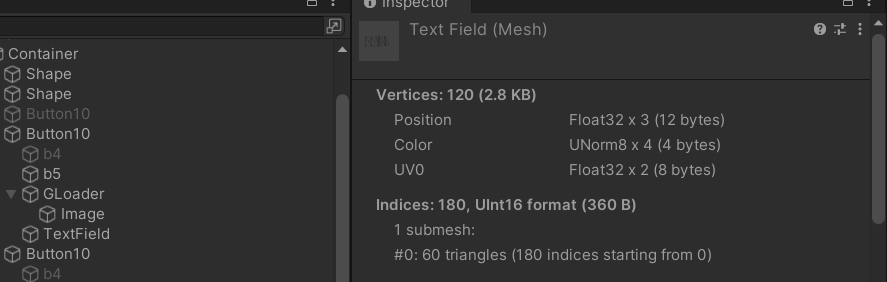 Inspector
Text Field (Mesh)
Container
Shape
Shape
Button10
Button10
b4
b5
GLoader
Image
TextField
Button10
b4
Vertices: 120 (2.8 KB)
Position Float32 x 3 (12 bytes)
Color UNorm8 x 4 (4 bytes)
UV0 Float32 x 2 (8 bytes)
Indices: 180, UInt16 format (360 B)
1 submesh:
#0: 60 triangles (180 indices starting from 0)